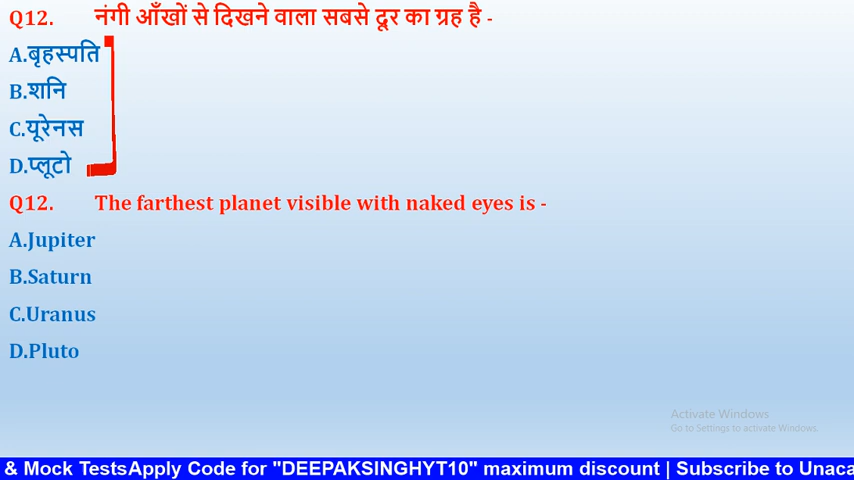 Q12. नंगी आँखों से दिखने वाला सबसे दूर का ग्रह है -
A.बृहस्पति
B.शनि
C.यूरेनस
D.प्लूटो
Q12. The farthest planet visible with naked eyes is -
A.Jupiter
B.Saturn
C.Uranus
D.Pluto
Activate Windows
Go to Settings to activate Windows.
& Mock TestsApply Code for "DEEPAKSINGHYT10" maximum discount | Subscribe to Unaca